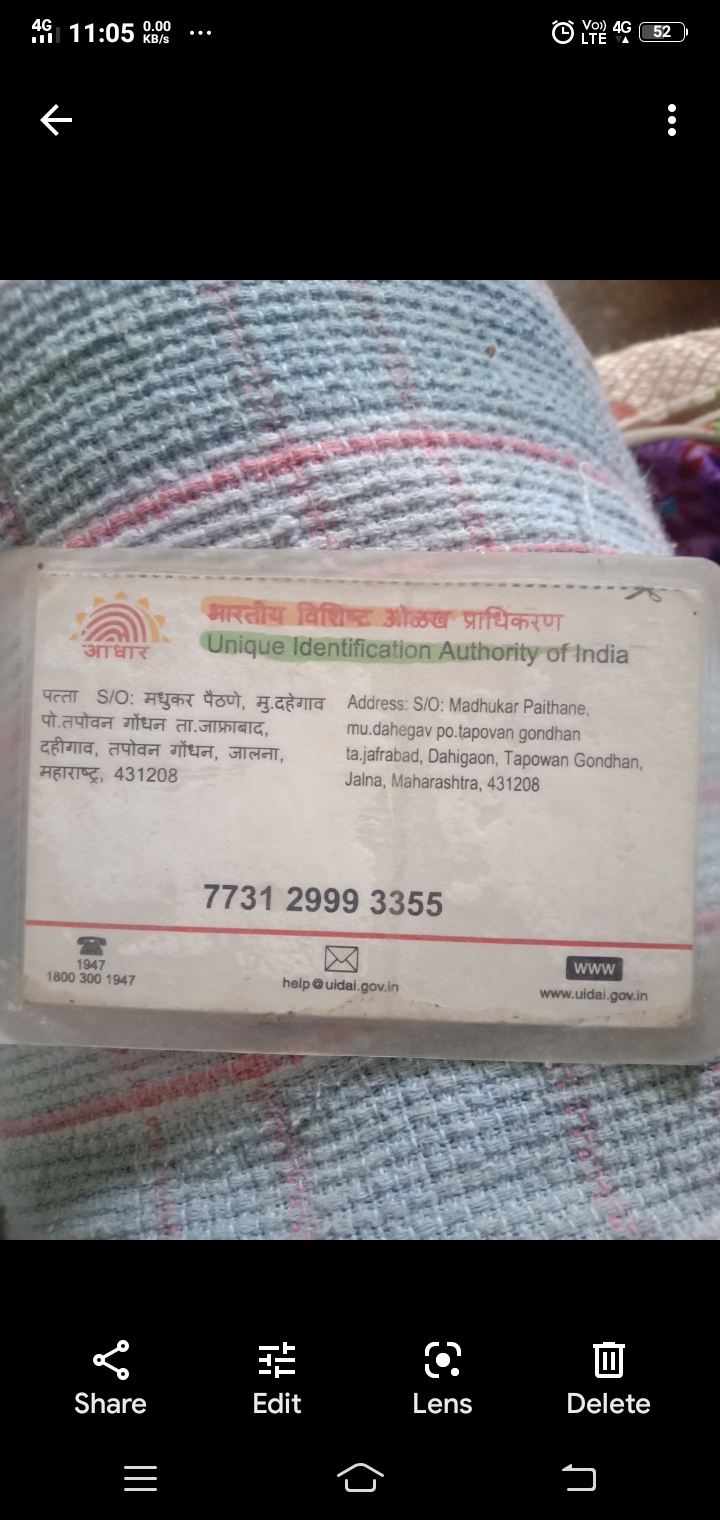 4G 11:05 0.00 KB/s ... Vo)) LTE 4G 52
भारतीय विशिष्ट ओळख प्राधिकरण
Unique Identification Authority of India
आधार
पत्ता S/O: मधुकर पैठणे, मु.दहेगाव
पो.तपोवन गोंधन ता.जाफ्राबाद,
दहीगाव, तपोवन गोंधन, जालना,
महाराष्ट्र, 431208
Address: S/O: Madhukar Paithane,
mu.dahegav po.tapovan gondhan
ta.jafrabad, Dahigaon, Tapowan Gondhan,
Jalna, Maharashtra, 431208
7731 2999 3355
1947
1800 300 1947
help@uidai.gov.in
WWW
www.uidai.gov.in
Share Edit Lens Delete